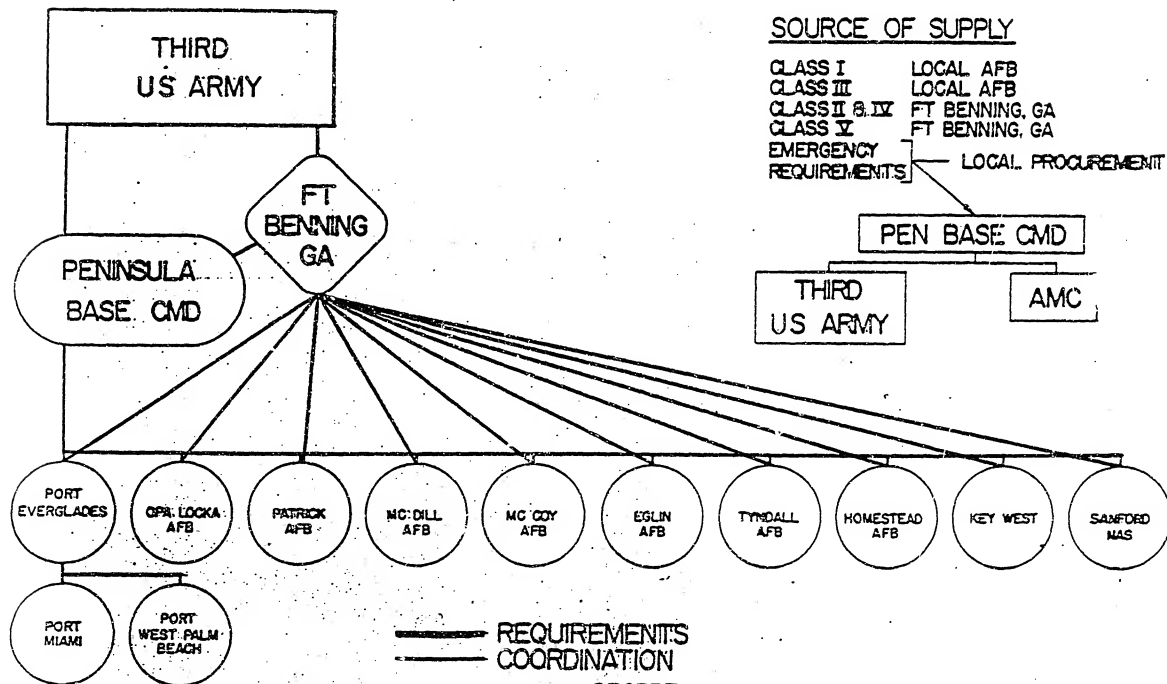 THIRD
US ARMY
FT
BENNING
GA
PENINSULA
BASE CMD
SOURCE OF SUPPLY
CLASS I LOCAL AFB
CLASS III LOCAL AFB
CLASS II & IV FT BENNING, GA
CLASS V FT BENNING, GA
EMERGENCY
REQUIREMENTS
LOCAL PROCUREMENT
PEN BASE CMD
THIRD
US ARMY
AMC
PORT
EVERGLADES
OPA LOCKA
AFB
PATRICK
AFB
MC DILL
AFB
MC COY
AFB
EGLIN
AFB
TYNDALL
AFB
HOMESTEAD
AFB
KEY WEST
SANFORD
NAS
PORT
MIAMI
PORT
WEST PALM
BEACH
REQUIREMENTS
COORDINATION